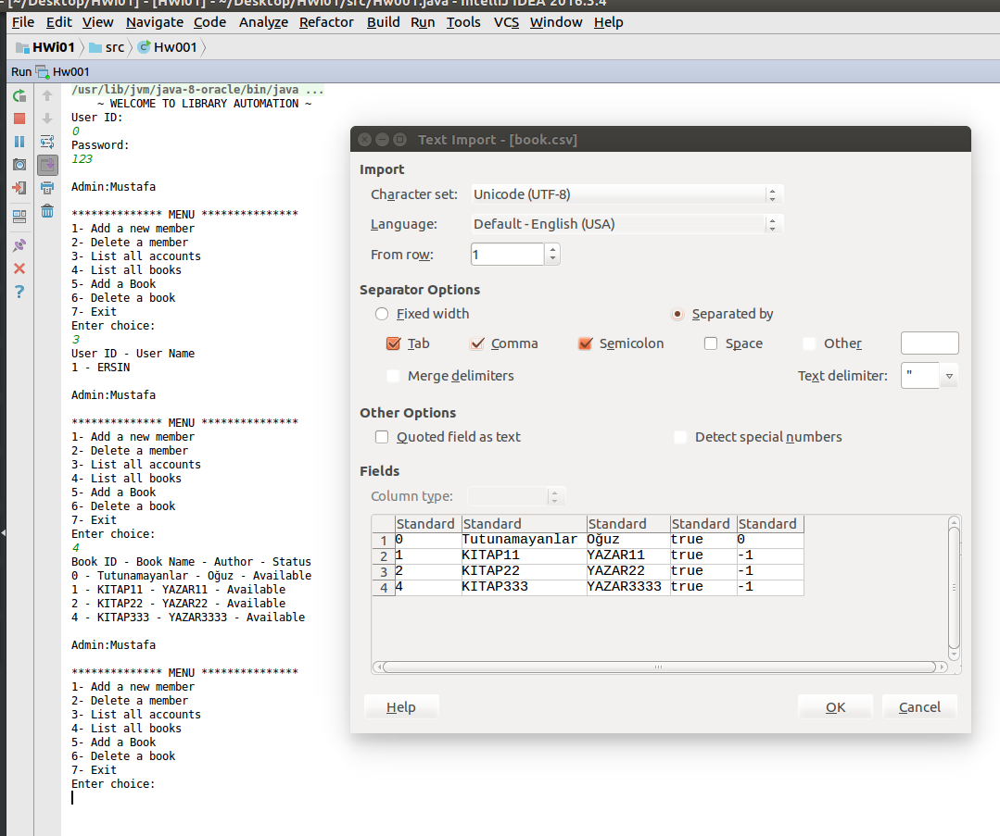 [~/Desktop/HWi01] - [HWi01] - ~/Desktop/HWi01/src/Hw001.java - IntelliJ IDEA 2016.3.4
File Edit View Navigate Code Analyze Refactor Build Run Tools VCS Window Help
HWi01 src Hw001
Run Hw001
/usr/lib/jvm/java-8-oracle/bin/java ...
~ WELCOME TO LIBRARY AUTOMATION ~
User ID:
0
Password:
123
Admin:Mustafa
************** MENU ***************
1- Add a new member
2- Delete a member
3- List all accounts
4- List all books
5- Add a Book
6- Delete a book
7- Exit
Enter choice:
3
User ID - User Name
1 - ERSIN
Admin:Mustafa
************** MENU ***************
1- Add a new member
2- Delete a member
3- List all accounts
4- List all books
5- Add a Book
6- Delete a book
7- Exit
Enter choice:
4
Book ID - Book Name - Author - Status
0 - Tutunamayanlar - Oğuz - Available
1 - KITAP11 - YAZAR11 - Available
2 - KITAP22 - YAZAR22 - Available
4 - KITAP333 - YAZAR3333 - Available
Admin:Mustafa
************** MENU ***************
1- Add a new member
2- Delete a member
3- List all accounts
4- List all books
5- Add a Book
6- Delete a book
7- Exit
Enter choice:
Text Import - [book.csv]
Import
Character set: Unicode (UTF-8)
Language: Default - English (USA)
From row: 1
Separator Options
Fixed width Separated by
Tab Comma Semicolon Space Other
Merge delimiters Text delimiter: "
Other Options
Quoted field as text Detect special numbers
Fields
Column type:
Standard Standard Standard Standard Standard
1 0 Tutunamayanlar Oğuz true 0
2 1 KITAP11 YAZAR11 true -1
3 2 KITAP22 YAZAR22 true -1
4 4 KITAP333 YAZAR3333 true -1
Help OK Cancel